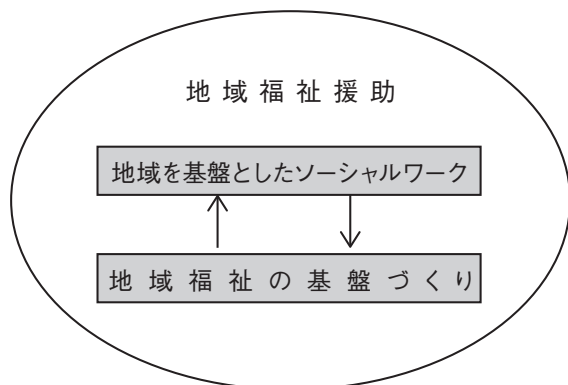 地域福祉援助
地域を基盤としたソーシャルワーク
地域福祉の基盤づくり